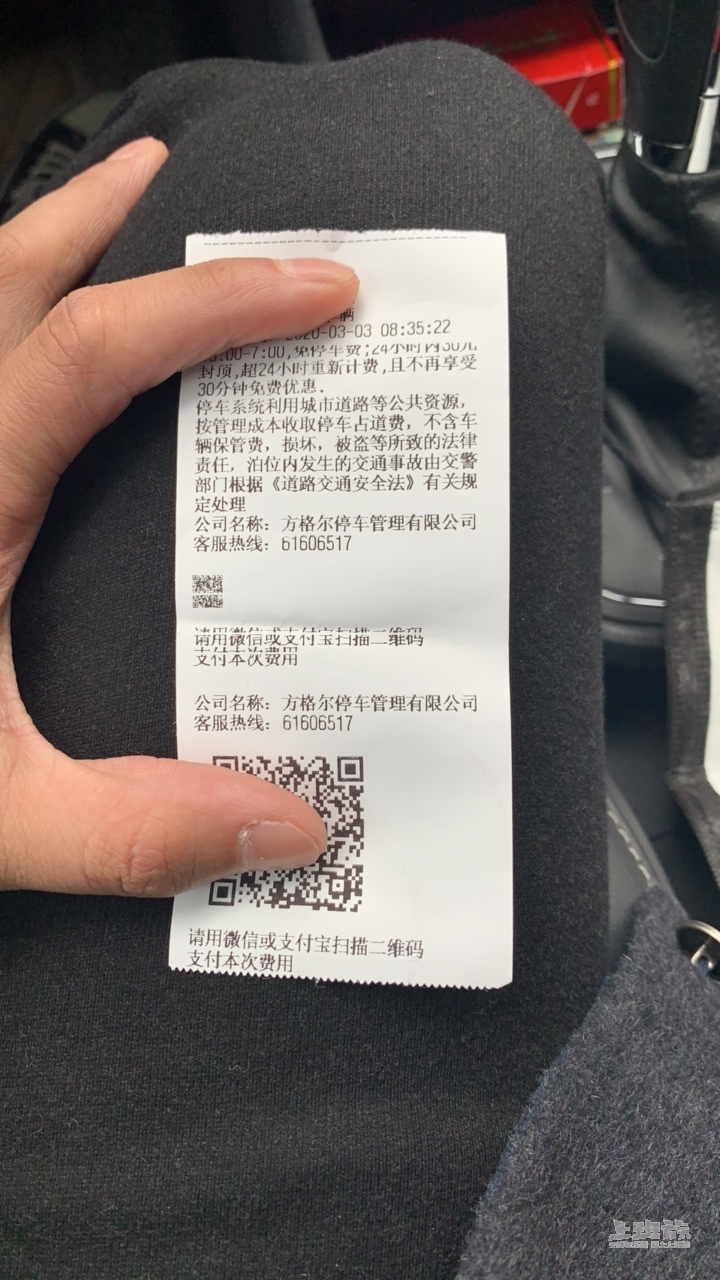 辆
2020-03-03 08:35:22
:00-7:00,免停车费;24小时内30元
封顶,超24小时重新计费,且不再享受
30分钟免费优惠.
停车系统利用城市道路等公共资源,
按管理成本收取停车占道费,不含车
辆保管费,损坏,被盗等所致的法律
责任,泊位内发生的交通事故由交警
部门根据《道路交通安全法》有关规
定处理
公司名称: 方格尔停车管理有限公司
客服热线: 61606517
请用微信或支付宝扫描二维码
支付本次费用
公司名称: 方格尔停车管理有限公司
客服热线: 61606517
请用微信或支付宝扫描二维码
支付本次费用
上班族